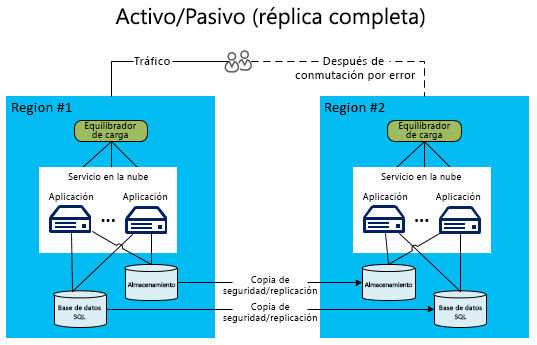 Activo/Pasivo (réplica completa)
Tráfico
Después de
conmutación por error
Region #1
Equilibrador
de carga
Servicio en la nube
Aplicación
Aplicación
...
Almacenamiento
Base de datos
SQL
Region #2
Equilibrador
de carga
Servicio en la nube
Aplicación
Aplicación
...
Almacenamiento
Base de datos
SQL
Copia de
seguridad/replicación
Copia de
seguridad/replicación